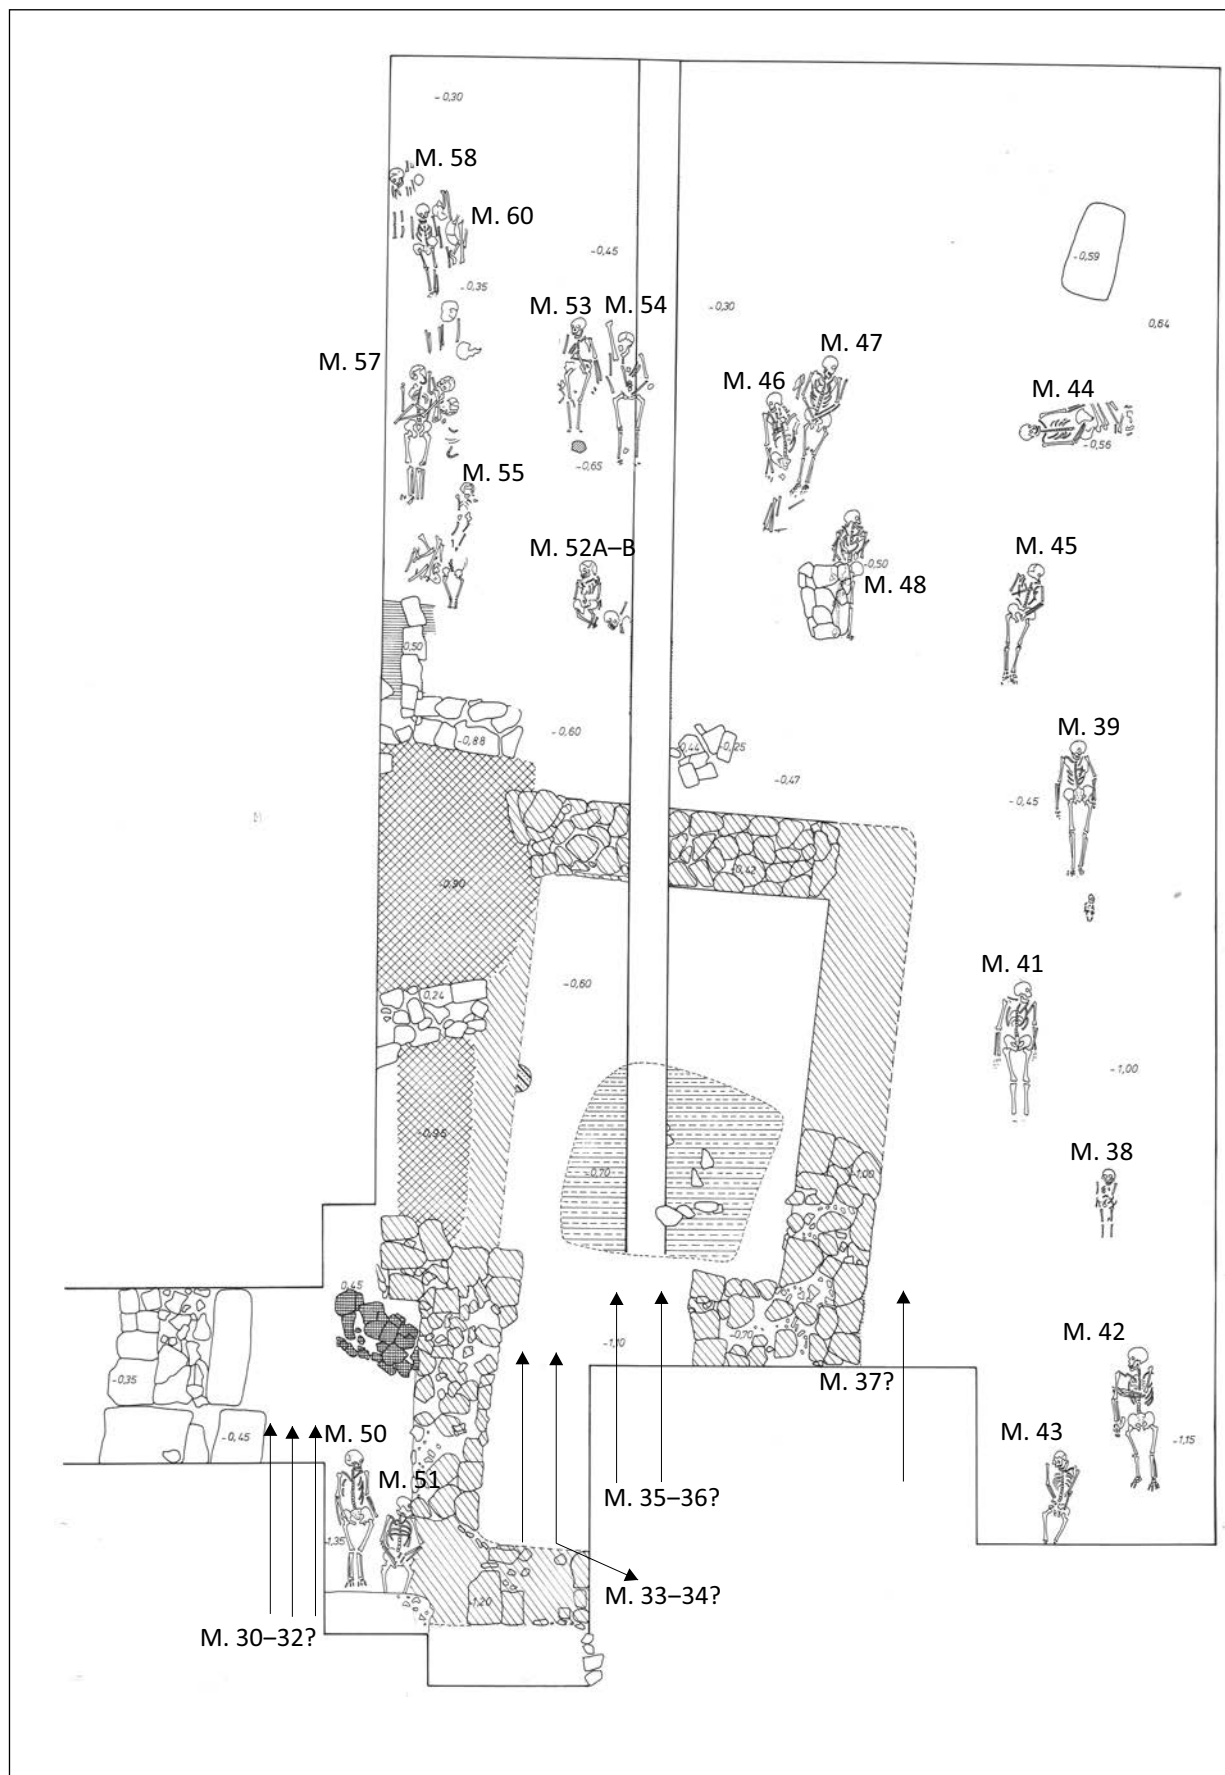 -0,30
M. 58
M. 60
-0,45
-0,59
-0,35
M. 53
M. 54
-0,30
0,64
M. 57
M. 47
M. 46
M. 44
-0,56
-0,65
M. 55
M. 52A–B
M. 45
-0,50
M. 48
0,50
M. 39
-0,60
-0,88
0,44
-0,25
-0,47
-0,45
-0,42
-0,90
M. 41
-0,60
0,24
-1,00
-0,96
M. 38
-0,70
-1,00
0,45
-1,10
-0,70
M. 42
-0,35
M. 37?
M. 50
M. 43
-0,45
-1,15
M. 51
M. 35–36?
-1,35
M. 33–34?
-1,20
M. 30–32?